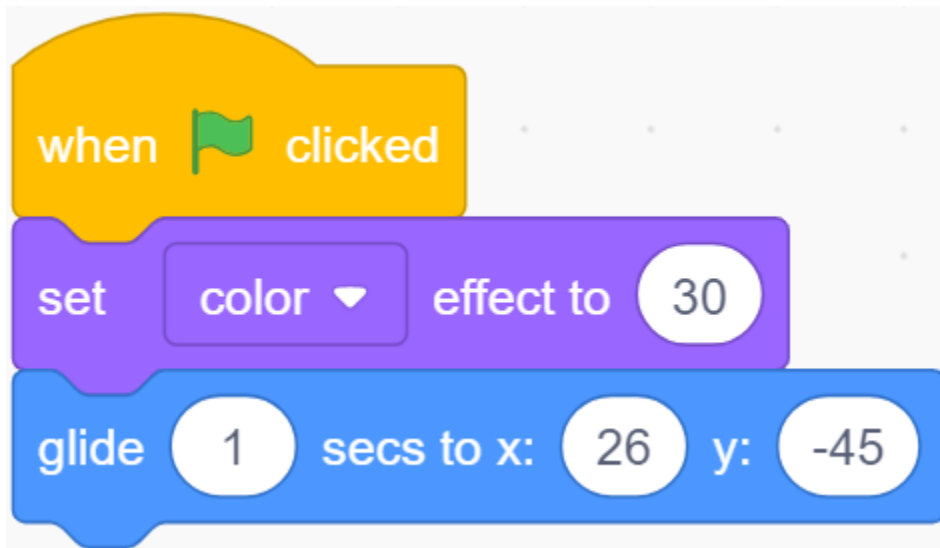 when clicked
set color effect to 30
glide 1 secs to x: 26 y: -45